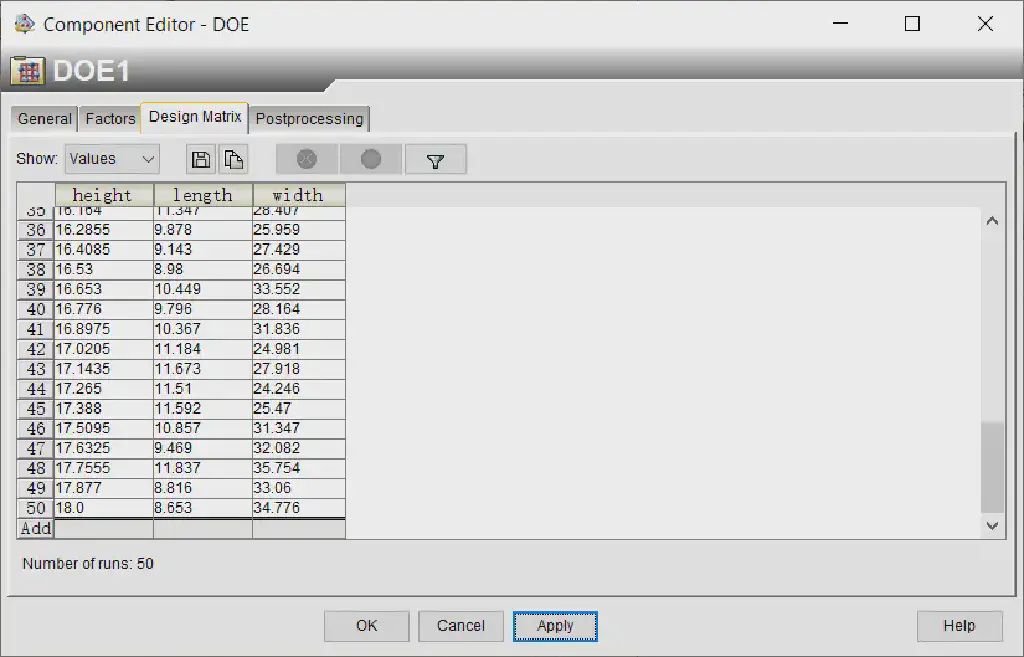 Component Editor - DOE
DOE1
General Factors Design Matrix Postprocessing
Show: Values
height length width
35 16.164 11.347 28.407
36 16.2855 9.878 25.959
37 16.4085 9.143 27.429
38 16.53 8.98 26.694
39 16.653 10.449 33.552
40 16.776 9.796 28.164
41 16.8975 10.367 31.836
42 17.0205 11.184 24.981
43 17.1435 11.673 27.918
44 17.265 11.51 24.246
45 17.388 11.592 25.47
46 17.5095 10.857 31.347
47 17.6325 9.469 32.082
48 17.7555 11.837 35.754
49 17.877 8.816 33.06
50 18.0 8.653 34.776
Add
Number of runs: 50
OK Cancel Apply Help